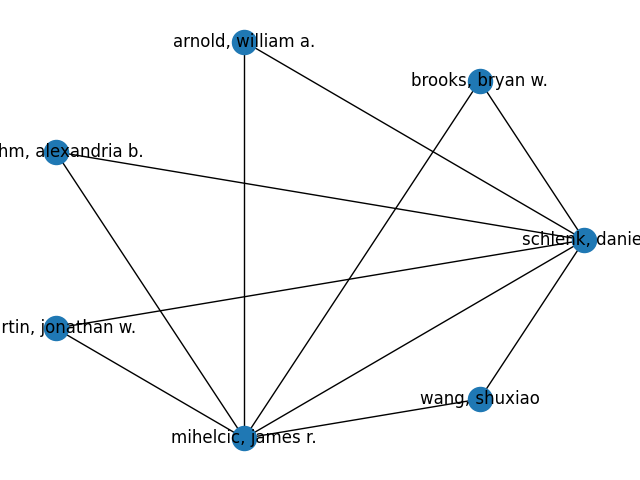 arnold, william a.
brooks, bryan w.
hm, alexandria b.
schlenk, danie
rtin, jonathan w.
wang, shuxiao
mihelcic, james r.